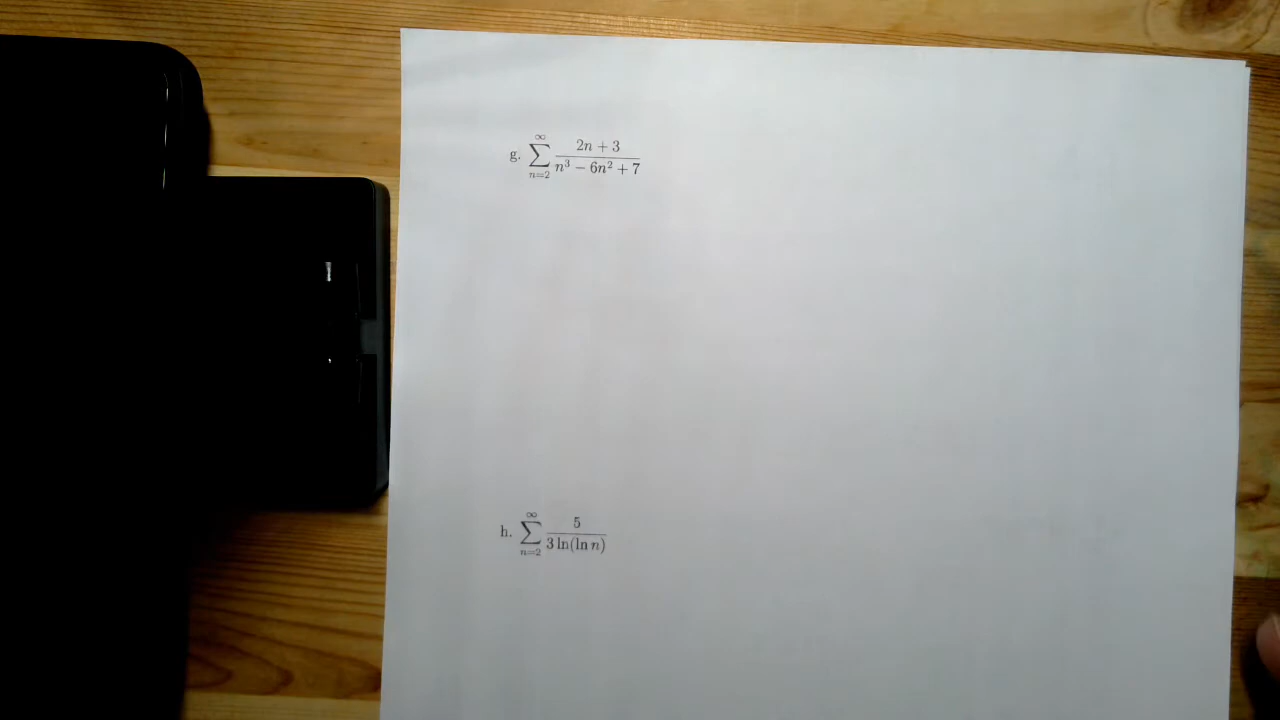 g. \sum_{n=2}^{\infty} \frac{2n + 3}{n^3 - 6n^2 + 7}
h. \sum_{n=2}^{\infty} \frac{5}{3 \ln(\ln n)}